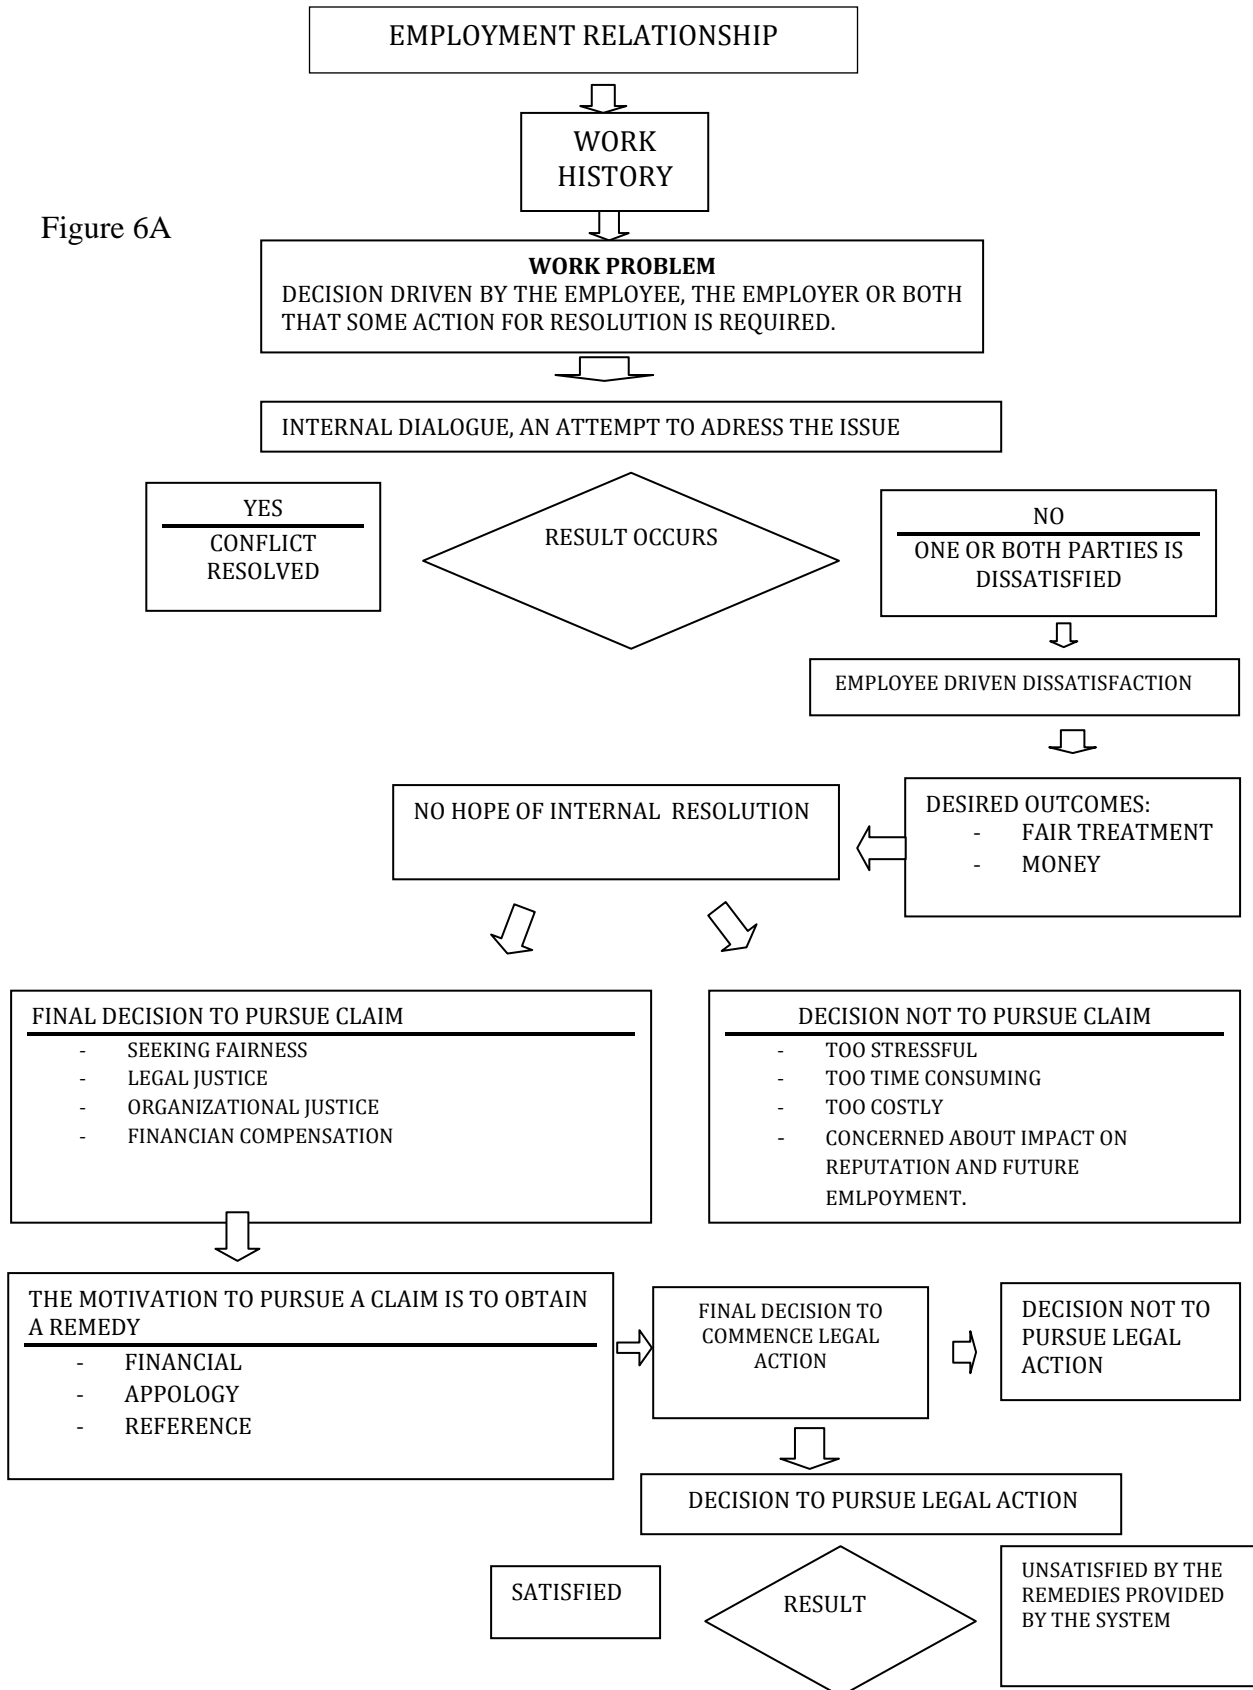 EMPLOYMENT RELATIONSHIP
WORK
HISTORY
Figure 6A
WORK PROBLEM
DECISION DRIVEN BY THE EMPLOYEE, THE EMPLOYER OR BOTH
THAT SOME ACTION FOR RESOLUTION IS REQUIRED.
INTERNAL DIALOGUE, AN ATTEMPT TO ADRESS THE ISSUE
YES
CONFLICT
RESOLVED
RESULT OCCURS
NO
ONE OR BOTH PARTIES IS
DISSATISFIED
EMPLOYEE DRIVEN DISSATISFACTION
DESIRED OUTCOMES:
- FAIR TREATMENT
- MONEY
NO HOPE OF INTERNAL RESOLUTION
FINAL DECISION TO PURSUE CLAIM
- SEEKING FAIRNESS
- LEGAL JUSTICE
- ORGANIZATIONAL JUSTICE
- FINANCIAN COMPENSATION
DECISION NOT TO PURSUE CLAIM
- TOO STRESSFUL
- TOO TIME CONSUMING
- TOO COSTLY
- CONCERNED ABOUT IMPACT ON
REPUTATION AND FUTURE
EMLPOYMENT.
THE MOTIVATION TO PURSUE A CLAIM IS TO OBTAIN
A REMEDY
- FINANCIAL
- APPOLOGY
- REFERENCE
FINAL DECISION TO
COMMENCE LEGAL
ACTION
DECISION NOT TO
PURSUE LEGAL
ACTION
DECISION TO PURSUE LEGAL ACTION
SATISFIED
RESULT
UNSATISFIED BY THE
REMEDIES PROVIDED
BY THE SYSTEM